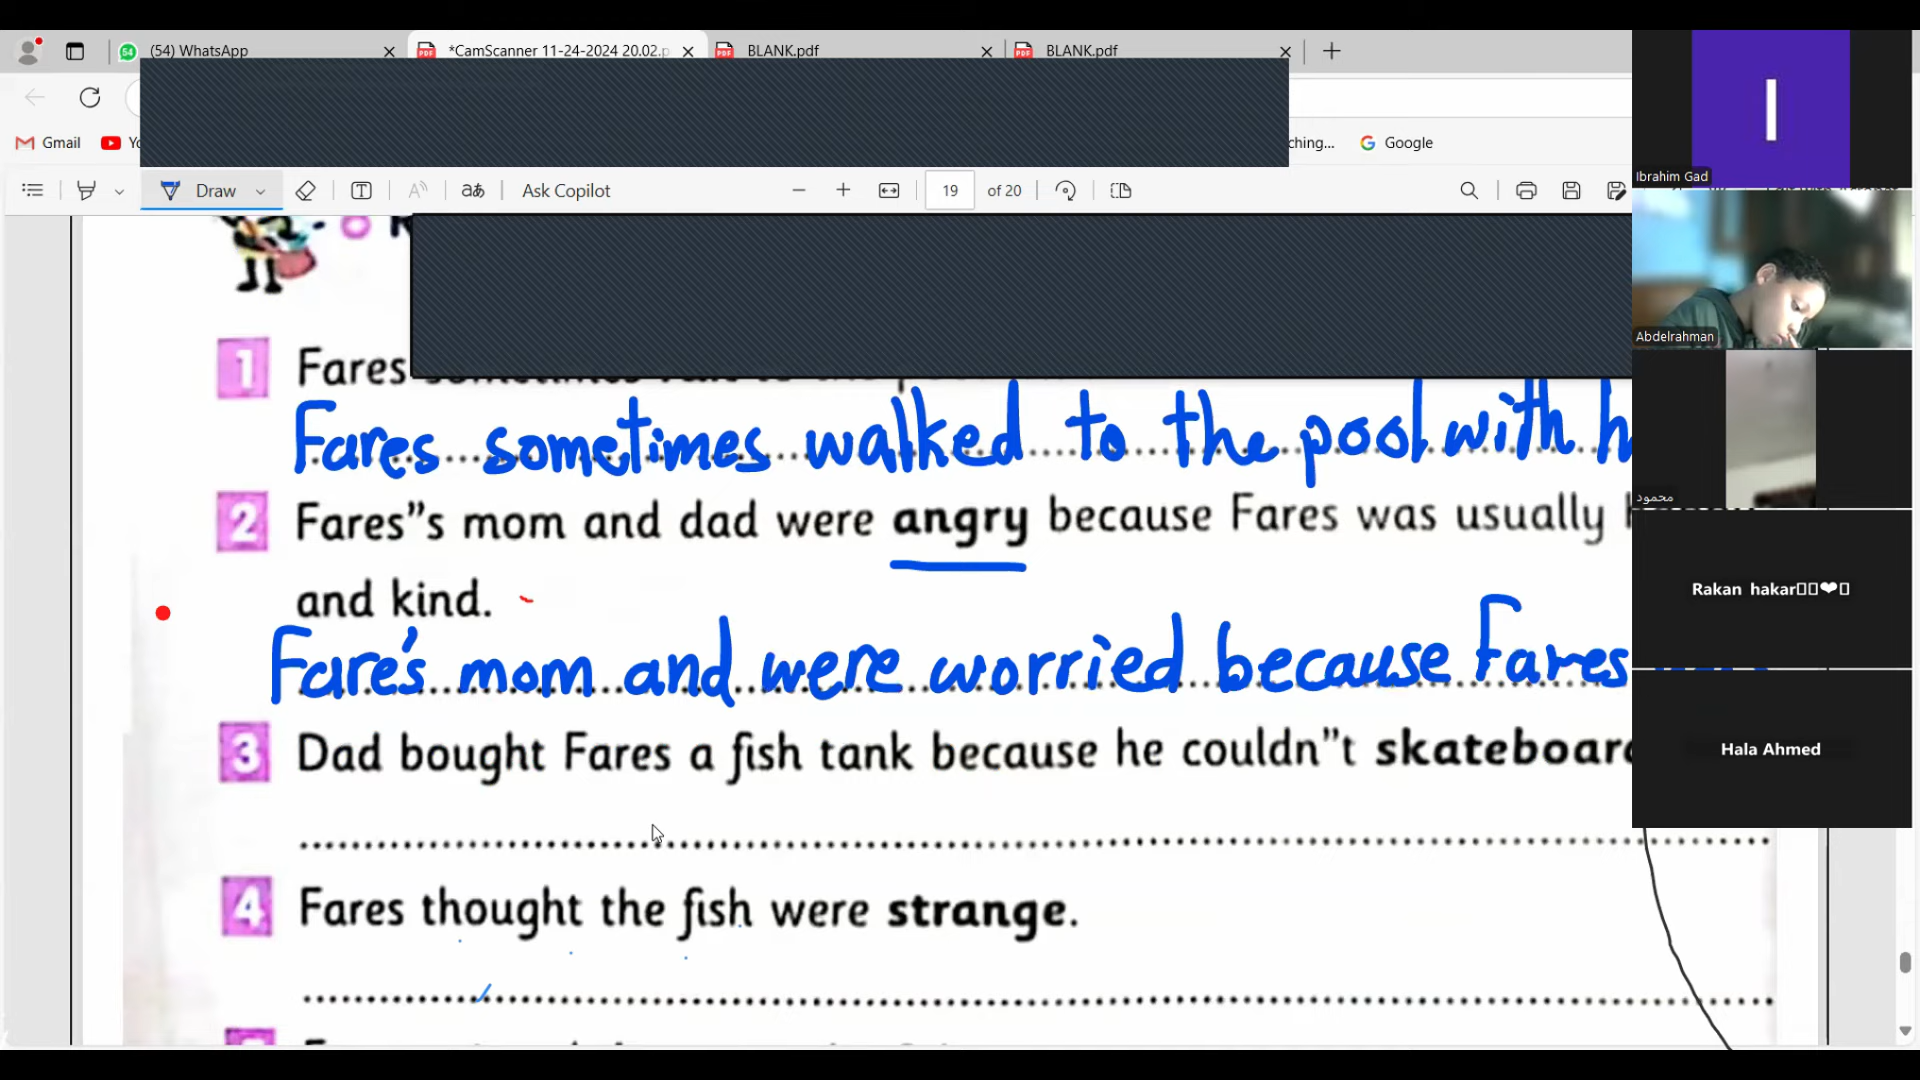 (54) WhatsApp
*CamScanner 11-24-2024 20.02.p
BLANK.pdf
BLANK.pdf
Gmail
ching...
Google
Draw
aあ
Ask Copilot
19 of 20
Ibrahim Gad
Abdelrahman
محمود
Rakan hakar
Hala Ahmed
1 Fares
Fares sometimes walked to the pool with h
2 Fares"s mom and dad were angry because Fares was usually
and kind.
Fare's mom and were worried because Fares
3 Dad bought Fares a fish tank because he couldn"t skateboard
4 Fares thought the fish were strange.